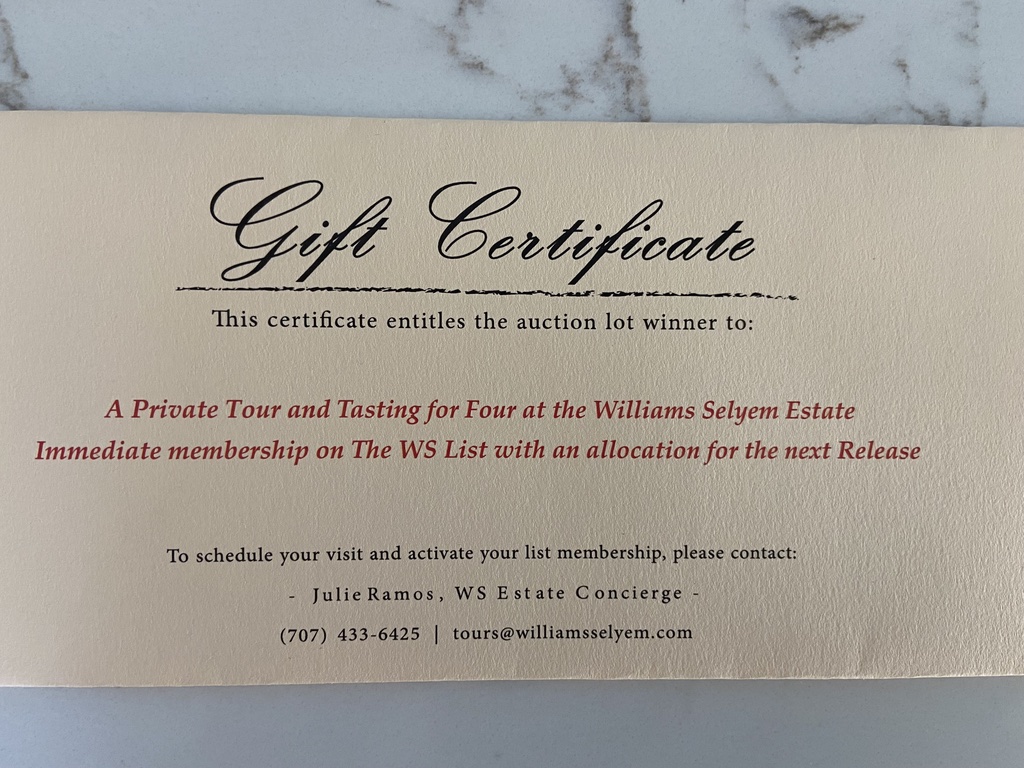 Gift Certificate
This certificate entitles the auction lot winner to:
A Private Tour and Tasting for Four at the Williams Selyem Estate
Immediate membership on The WS List with an allocation for the next Release
To schedule your visit and activate your list membership, please contact:
- Julie Ramos, WS Estate Concierge -
(707) 433-6425 | tours@williamsselyem.com